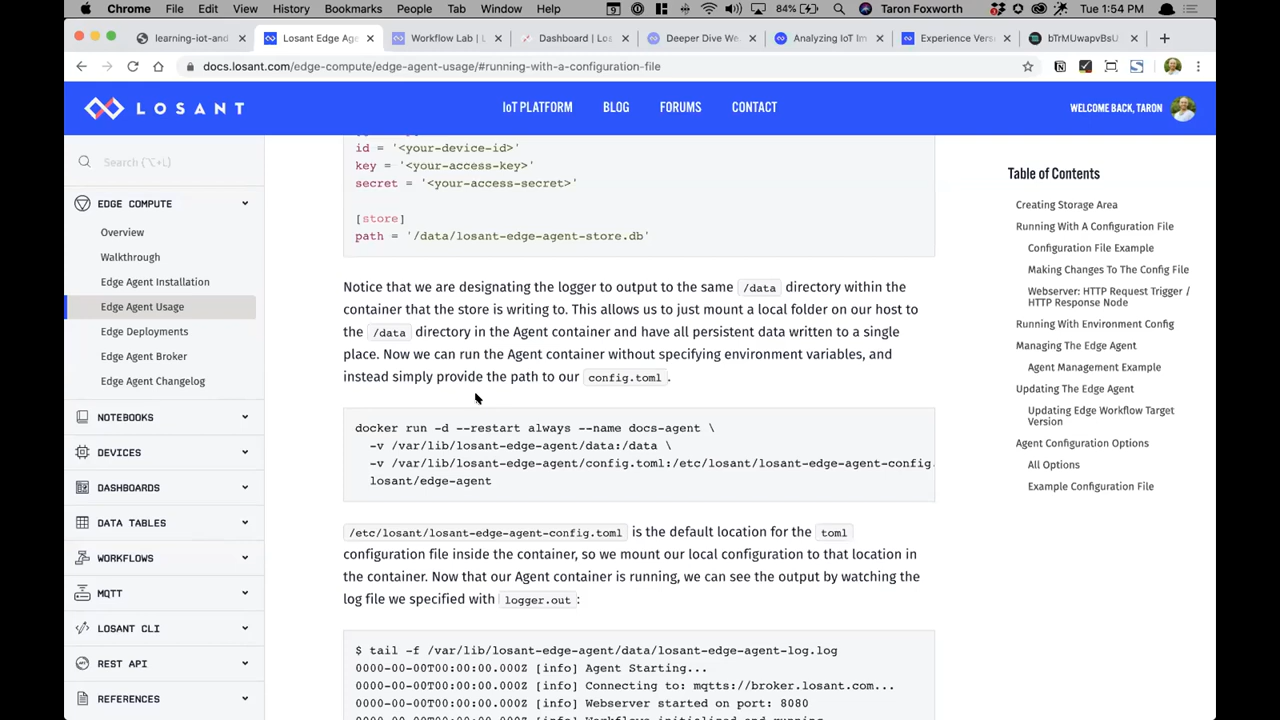 Chrome File Edit View History Bookmarks People Tab Window Help 84% Taron Foxworth Tue 1:54 PM
learning-iot-and Losant Edge Age Workflow Lab | L Dashboard | Los Deeper Dive We Analyzing IoT Im Experience Vers bTrMUwapvBsU
docs.losant.com/edge-compute/edge-agent-usage/#running-with-a-configuration-file
LOSANT IoT PLATFORM BLOG FORUMS CONTACT WELCOME BACK, TARON
Search (⌥+L)
EDGE COMPUTE
Overview
Walkthrough
Edge Agent Installation
Edge Agent Usage
Edge Deployments
Edge Agent Broker
Edge Agent Changelog
NOTEBOOKS
DEVICES
DASHBOARDS
DATA TABLES
WORKFLOWS
MQTT
LOSANT CLI
REST API
REFERENCES
id = '<your-device-id>'
key = '<your-access-key>'
secret = '<your-access-secret>'
[store]
path = '/data/losant-edge-agent-store.db'
Notice that we are designating the logger to output to the same /data directory within the
container that the store is writing to. This allows us to just mount a local folder on our host to
the /data directory in the Agent container and have all persistent data written to a single
place. Now we can run the Agent container without specifying environment variables, and
instead simply provide the path to our config.toml.
docker run -d --restart always --name docs-agent \
-v /var/lib/losant-edge-agent/data:/data \
-v /var/lib/losant-edge-agent/config.toml:/etc/losant/losant-edge-agent-config.
losant/edge-agent
/etc/losant/losant-edge-agent-config.toml is the default location for the toml
configuration file inside the container, so we mount our local configuration to that location in
the container. Now that our Agent container is running, we can see the output by watching the
log file we specified with logger.out:
$ tail -f /var/lib/losant-edge-agent/data/losant-edge-agent-log.log
0000-00-00T00:00:00.000Z [info] Agent Starting...
0000-00-00T00:00:00.000Z [info] Connecting to: mqtts://broker.losant.com...
0000-00-00T00:00:00.000Z [info] Webserver started on port: 8080
Table of Contents
Creating Storage Area
Running With A Configuration File
Configuration File Example
Making Changes To The Config File
Webserver: HTTP Request Trigger /
HTTP Response Node
Running With Environment Config
Managing The Edge Agent
Agent Management Example
Updating The Edge Agent
Updating Edge Workflow Target
Version
Agent Configuration Options
All Options
Example Configuration File